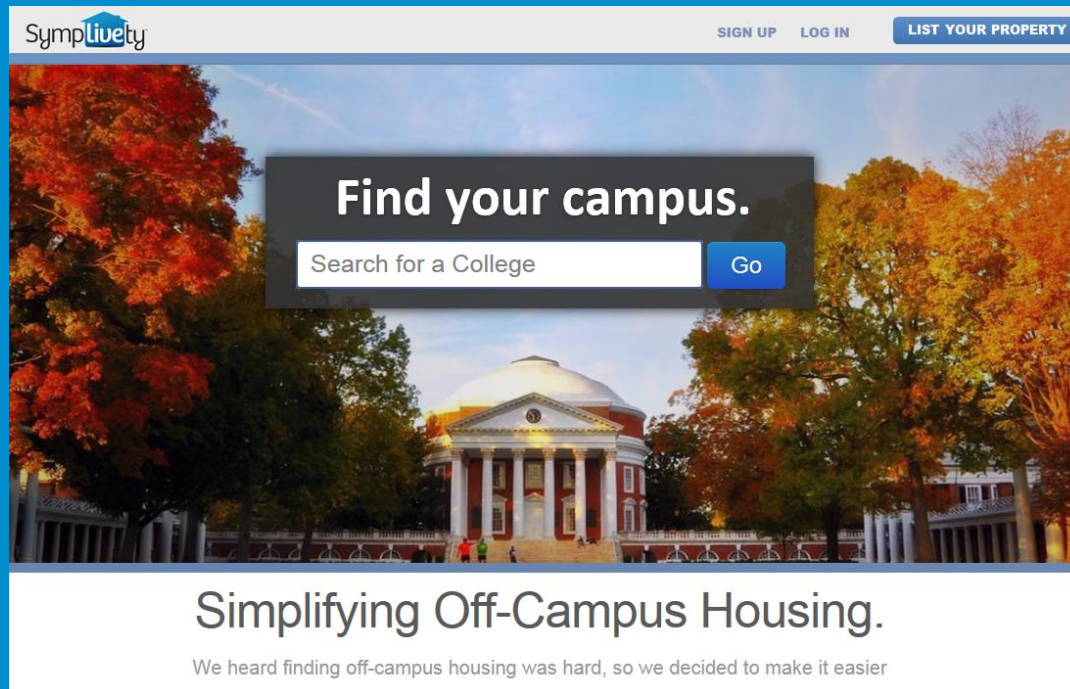 Symplivety
SIGN UP LOG IN LIST YOUR PROPERTY
Find your campus.
Search for a College Go
Simplifying Off-Campus Housing.
We heard finding off-campus housing was hard, so we decided to make it easier